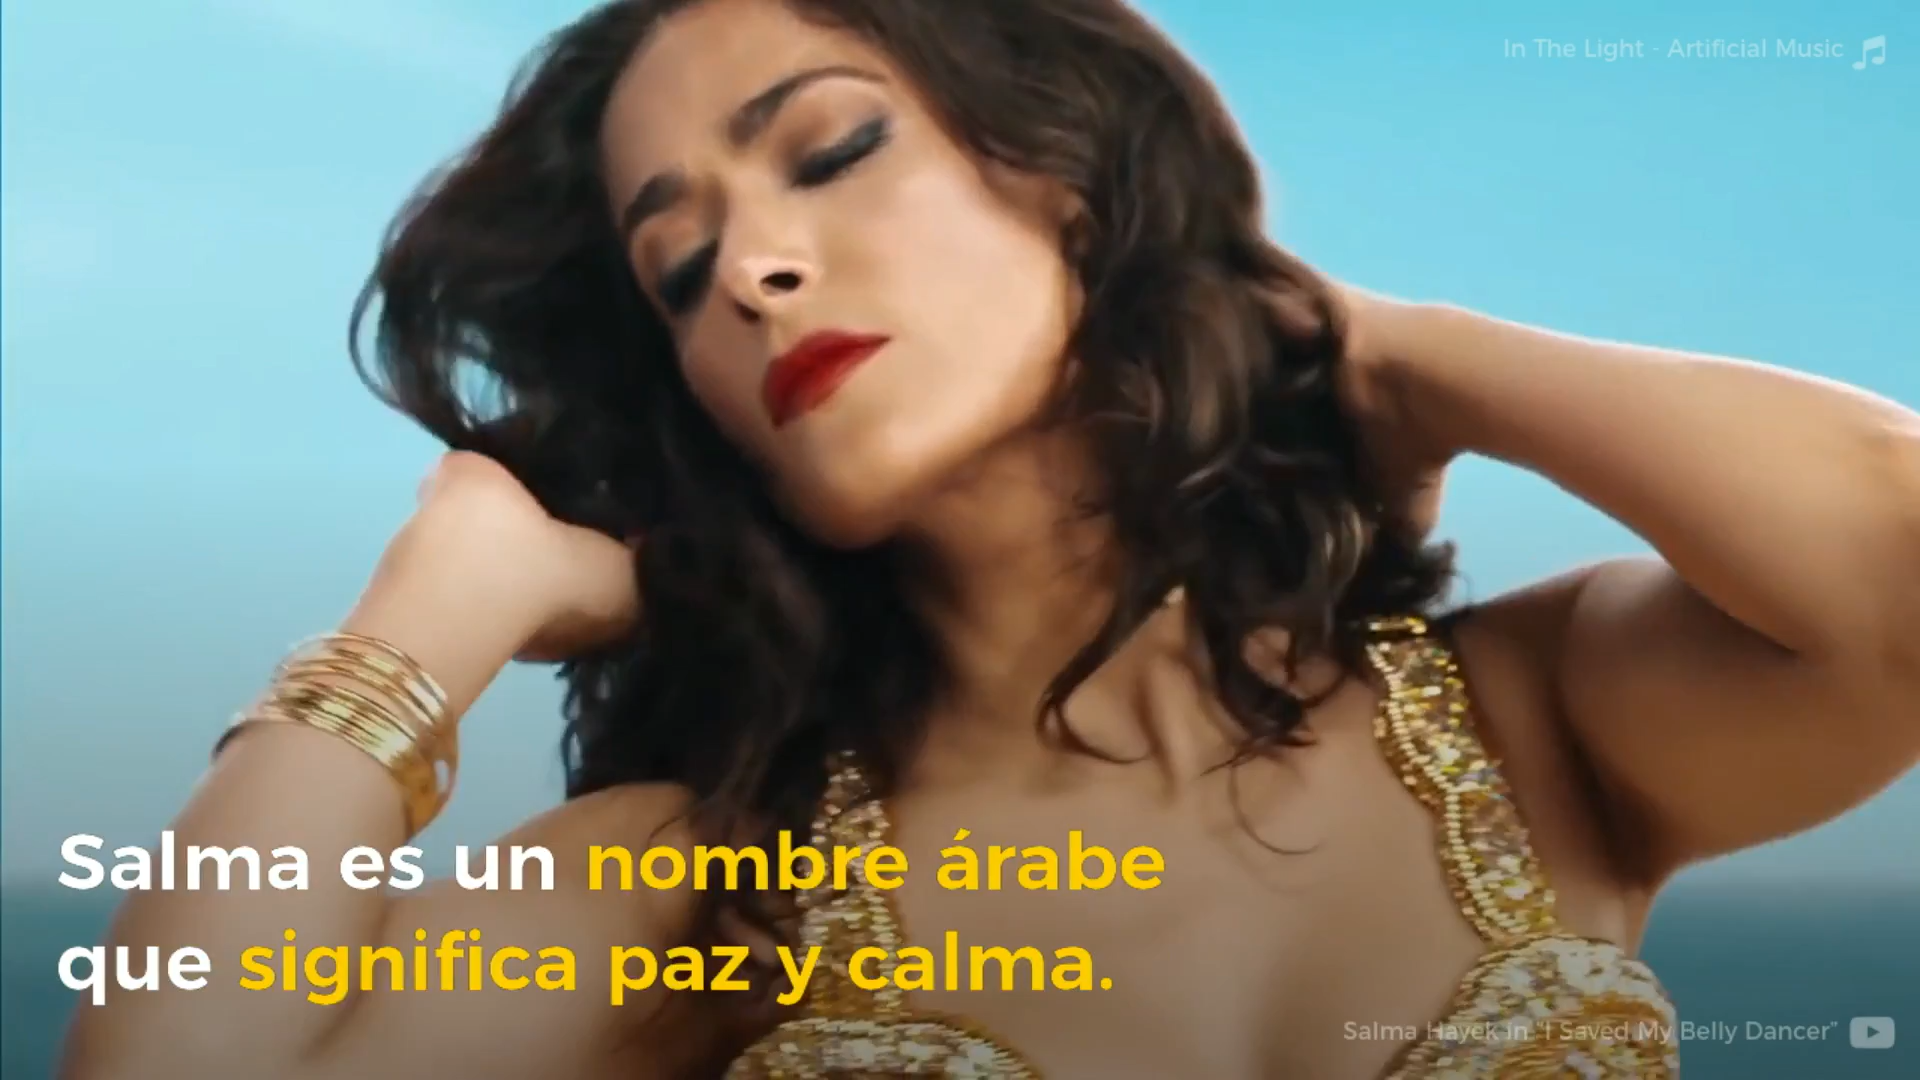 In The Light - Artificial Music
Salma es un nombre árabe
que significa paz y calma.
Salma Hayek in "I Saved My Belly Dancer"